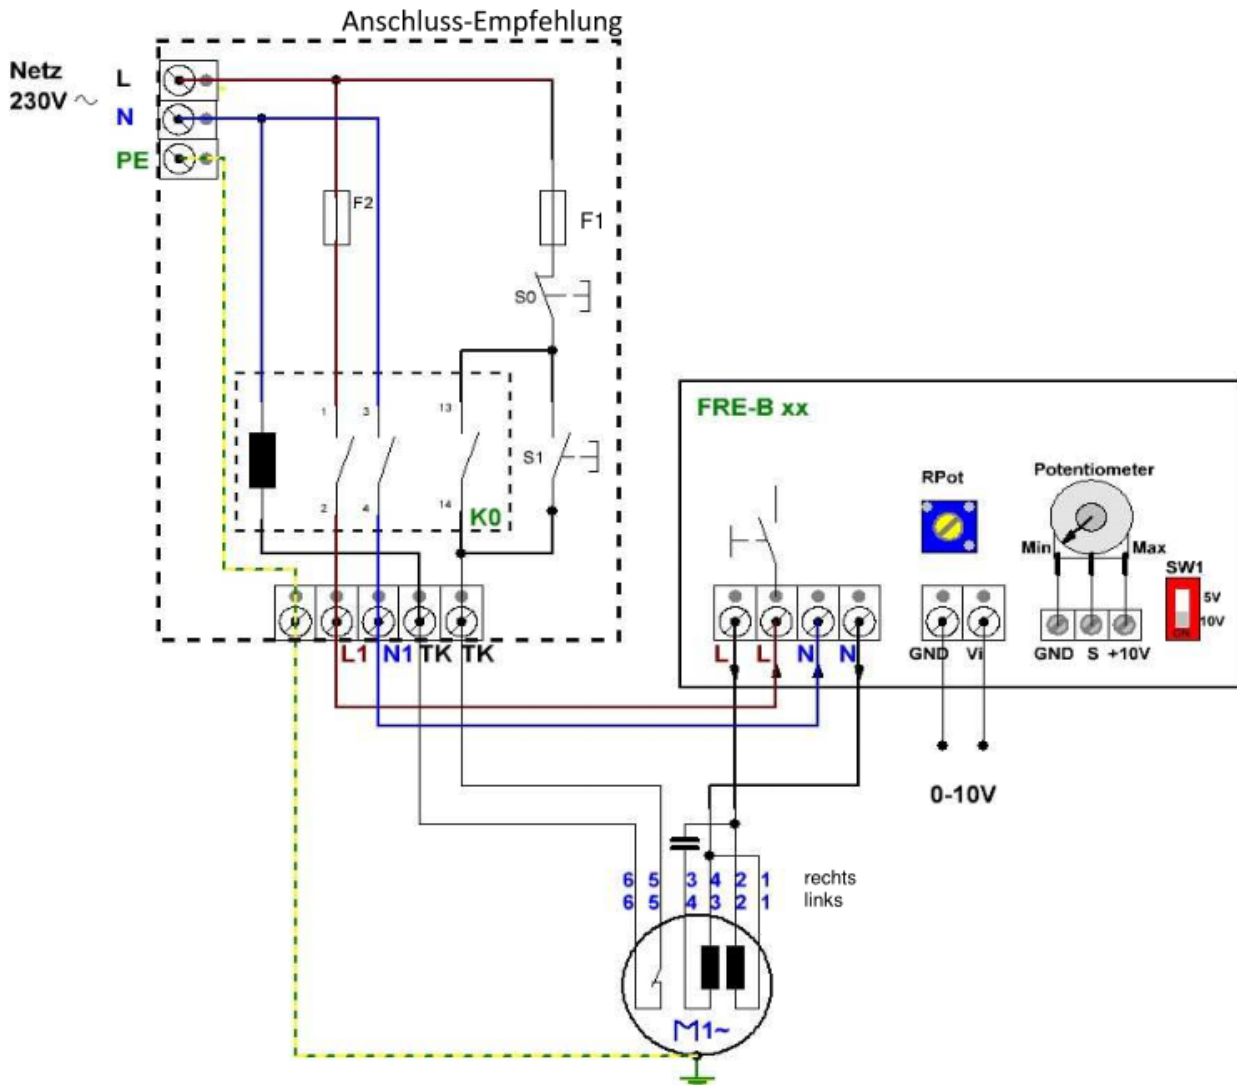 Anschluss-Empfehlung
Netz
230V ~
L
N
PE
F2
F1
S0
1
3
13
S1
2
4
14
K0
L1 N1 TK TK
FRE-B xx
RPot
Potentiometer
Min
Max
SW1
5V
10V
ON
L L N N
GND Vi
GND S +10V
0-10V
6 5 3 4 2 1 rechts
6 5 4 3 2 1 links
M1~